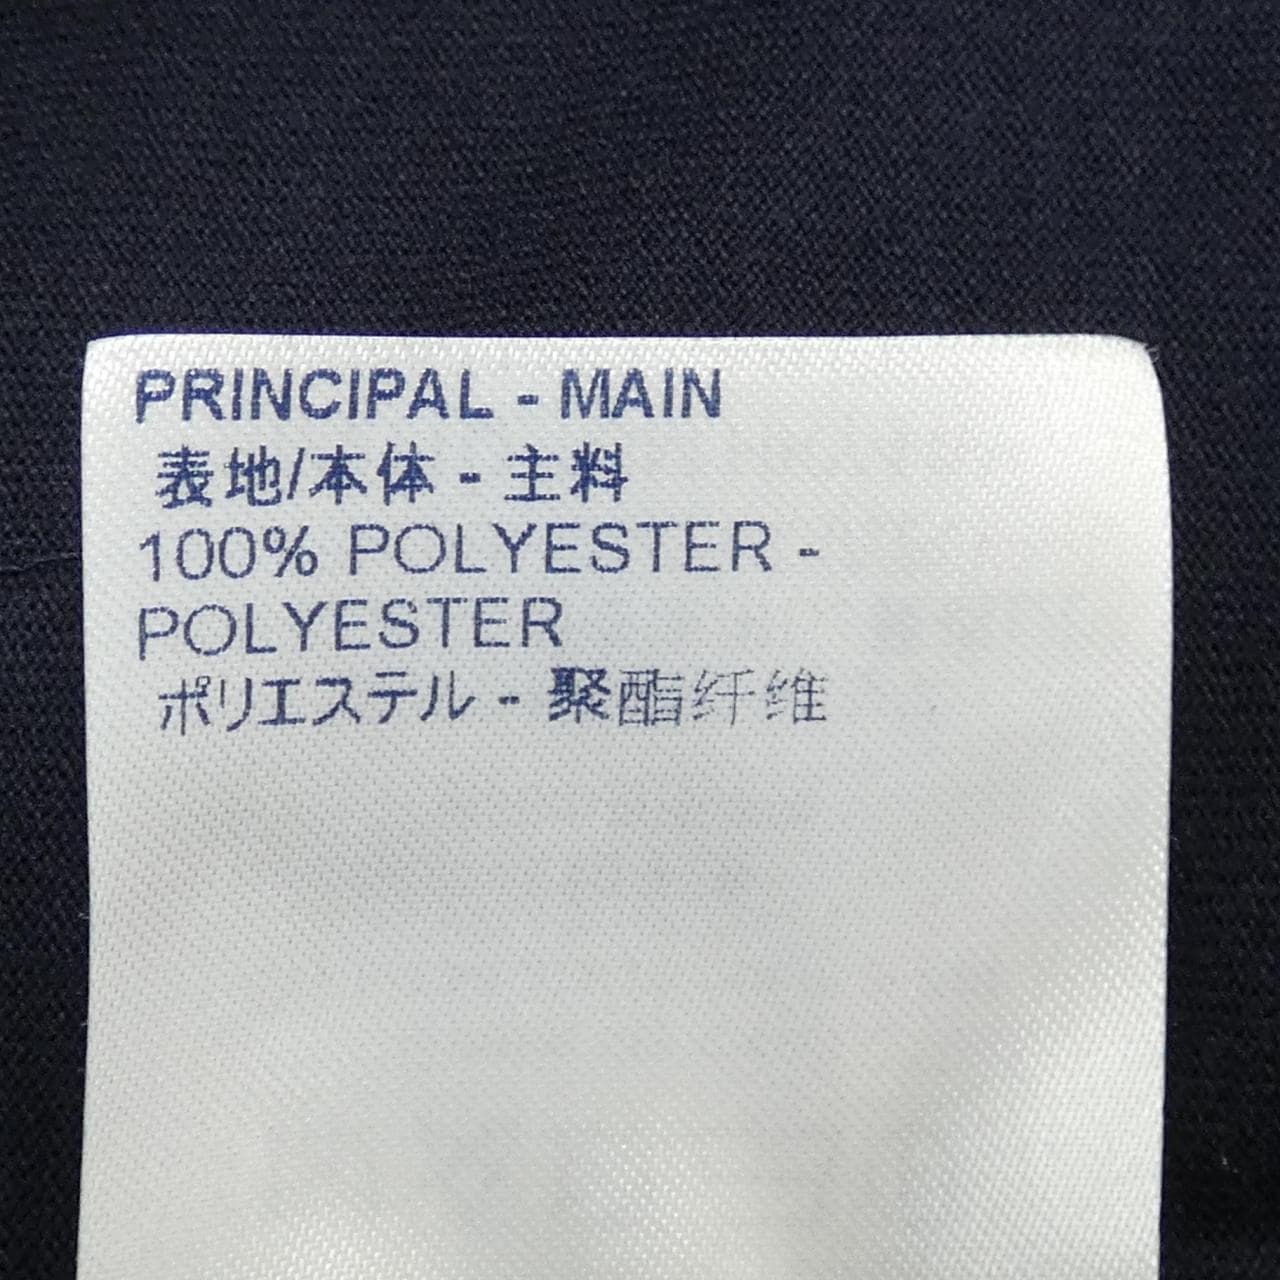 PRINCIPAL - MAIN
表地/本体 - 主料
100% POLYESTER -
POLYESTER
ポリエステル - 聚酯纤维